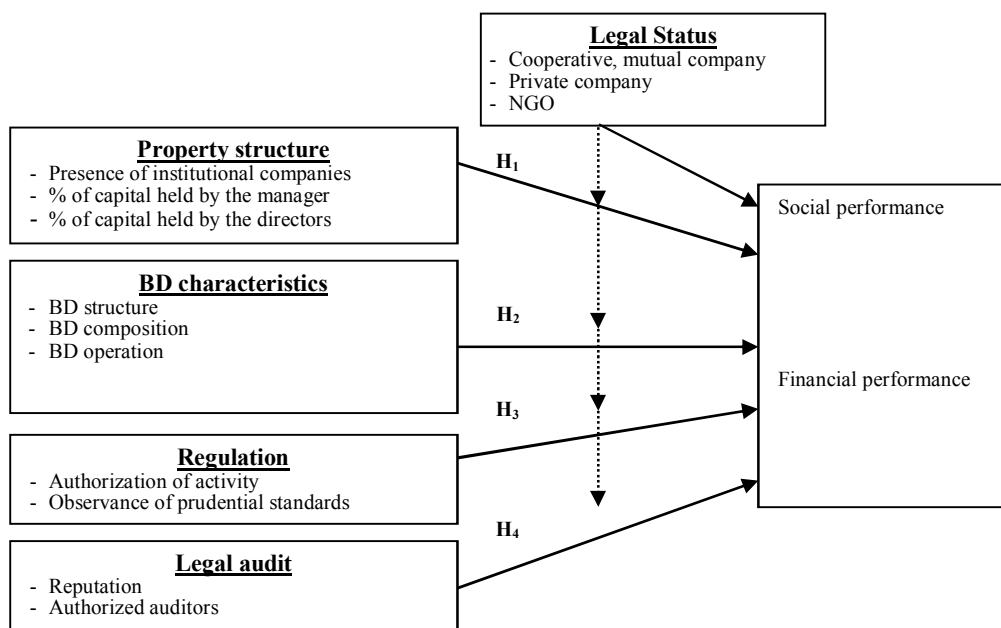 Legal Status
- Cooperative, mutual company
- Private company
- NGO
Property structure
- Presence of institutional companies
- % of capital held by the manager
- % of capital held by the directors
H₁
Social performance
BD characteristics
- BD structure
- BD composition
- BD operation
H₂
Financial performance
H₃
Regulation
- Authorization of activity
- Observance of prudential standards
H₄
Legal audit
- Reputation
- Authorized auditors